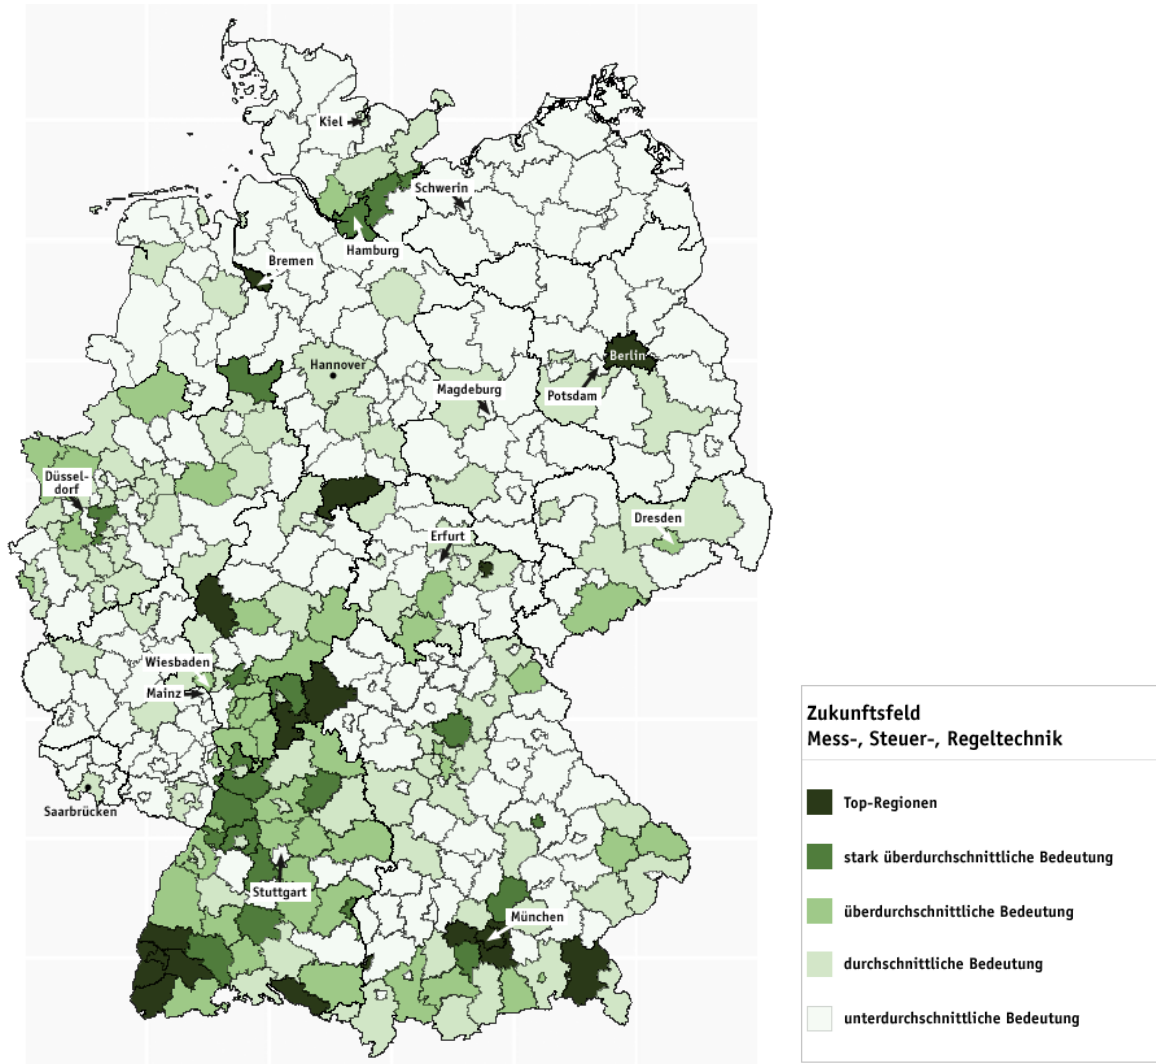 Kiel
Schwerin
Hamburg
Bremen
Hannover
Berlin
Magdeburg
Potsdam
Düssel-
dorf
Dresden
Erfurt
Wiesbaden
Mainz
Saarbrücken
Stuttgart
München
Zukunftsfeld
Mess-, Steuer-, Regeltechnik
Top-Regionen
stark überdurchschnittliche Bedeutung
überdurchschnittliche Bedeutung
durchschnittliche Bedeutung
unterdurchschnittliche Bedeutung